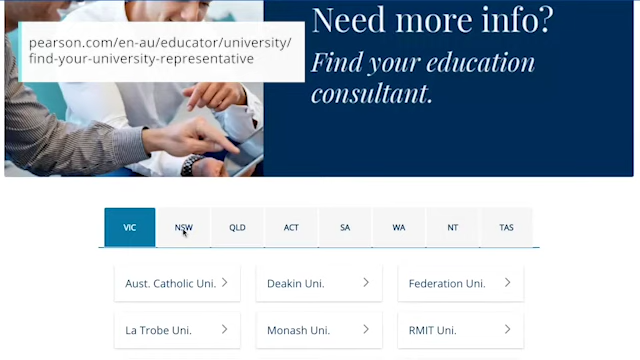 pearson.com/en-au/educator/university/
find-your-university-representative
Need more info?
Find your education
consultant.
VIC NSW QLD ACT SA WA NT TAS
Aust. Catholic Uni. Deakin Uni. Federation Uni.
La Trobe Uni. Monash Uni. RMIT Uni.